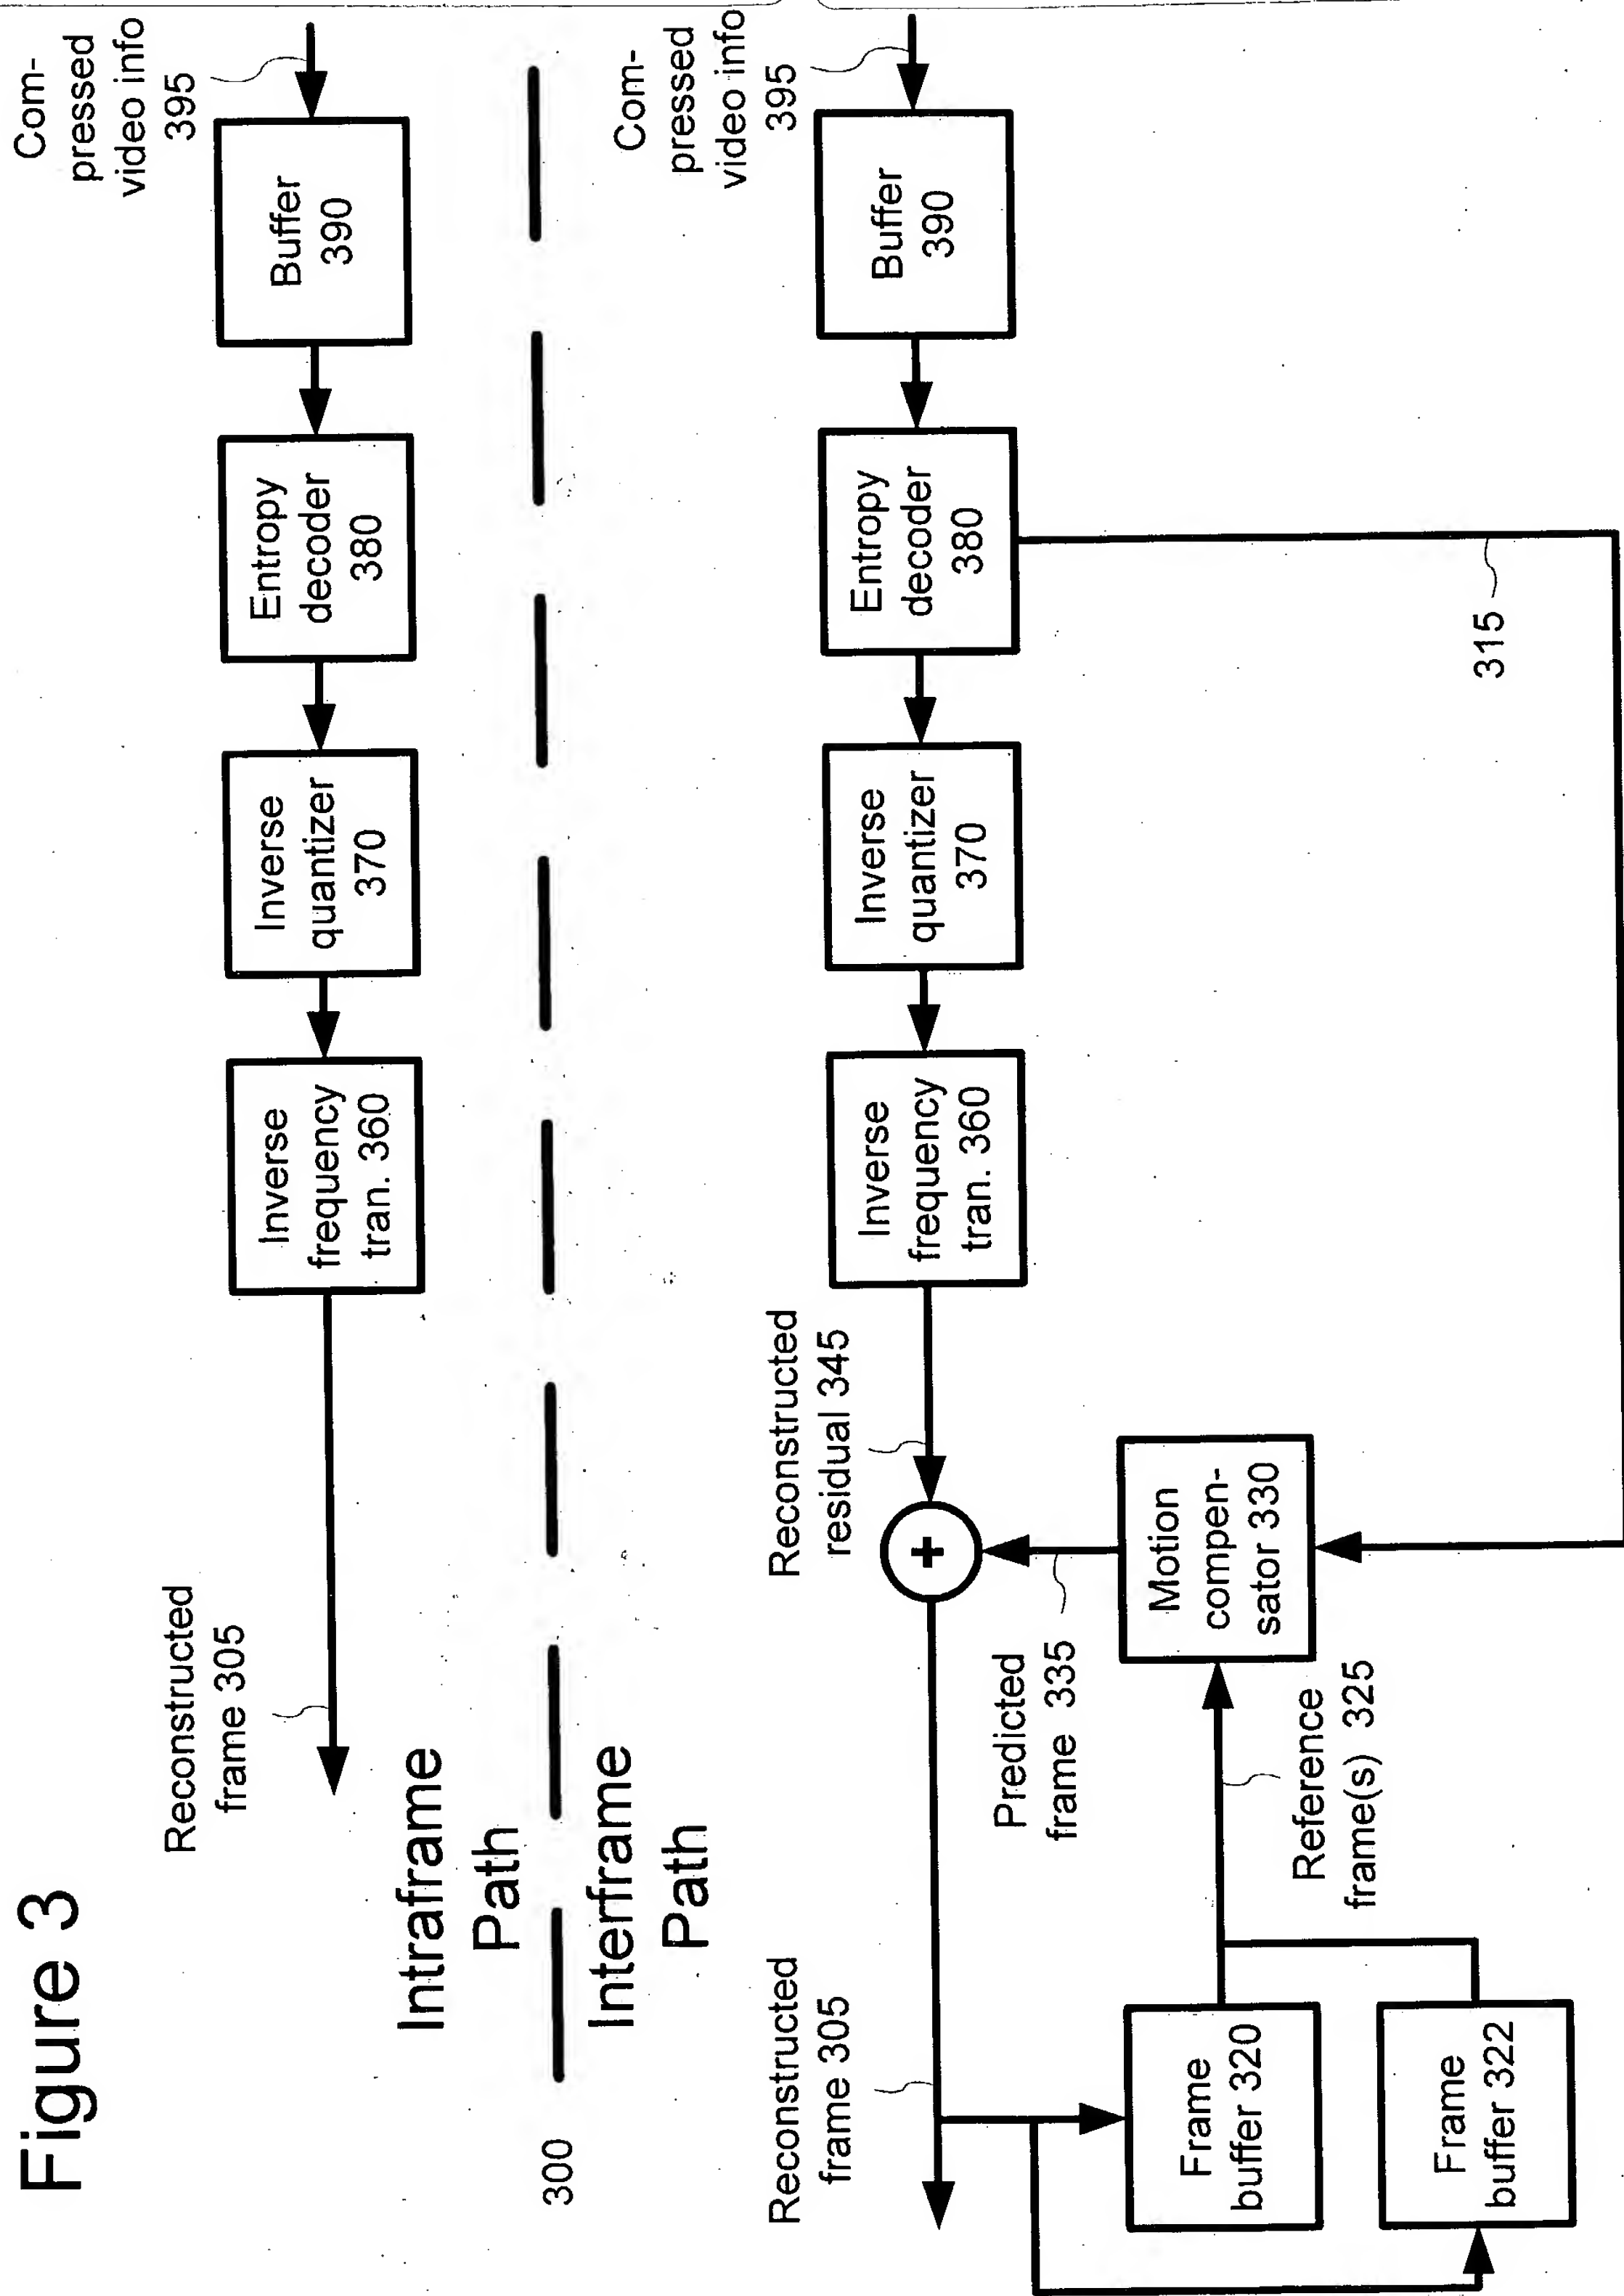 Figure 3
Reconstructed
frame 305
Inverse
frequency
tran. 360
Inverse
quantizer
370
Entropy
decoder
380
Buffer
390
Com-
pressed
video info
395
Intraframe
Path
300
Interframe
Path
Reconstructed
frame 305
Reconstructed
residual 345
+
Inverse
frequency
tran. 360
Inverse
quantizer
370
Entropy
decoder
380
Buffer
390
Com-
pressed
video info
395
Predicted
frame 335
Motion
compen-
sator 330
315
Frame
buffer 320
Reference
frame(s) 325
Frame
buffer 322